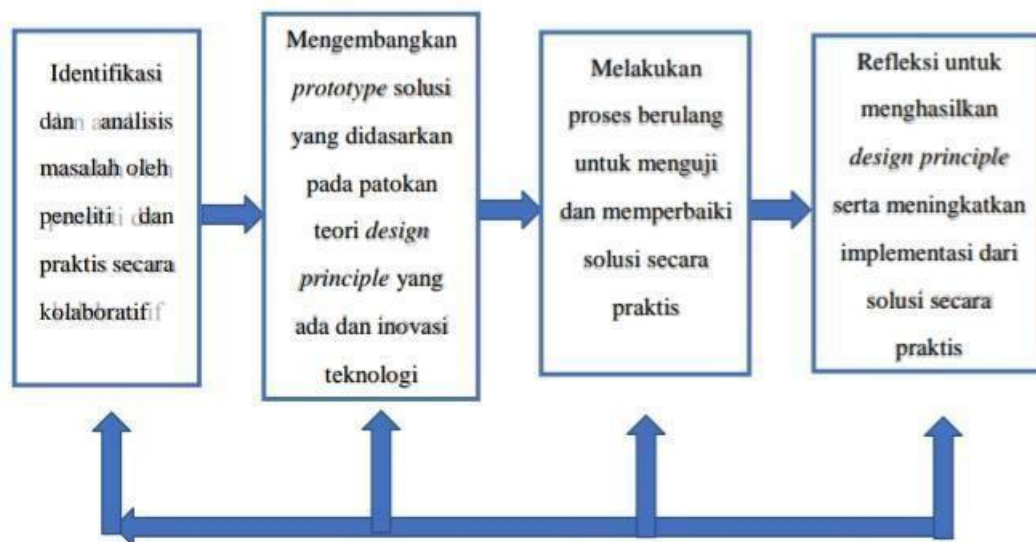 Identifikasi
dan analisis
masalah oleh
peneliti dan
praktis secara
kolaboratif
Mengembangkan
prototype solusi
yang didasarkan
pada patokan
teori design
principle yang
ada dan inovasi
teknologi
Melakukan
proses berulang
untuk menguji
dan memperbaiki
solusi secara
praktis
Refleksi untuk
menghasilkan
design principle
serta meningkatkan
implementasi dari
solusi secara
praktis